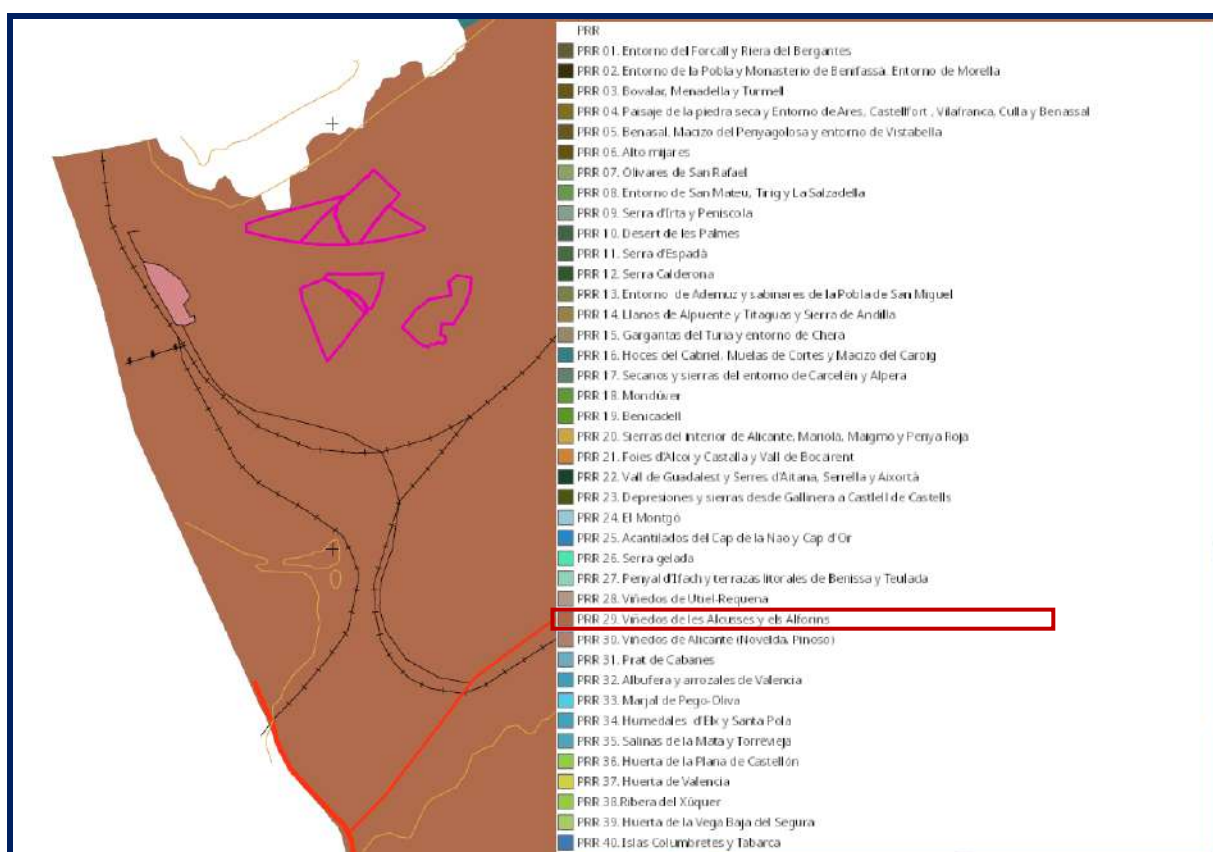 PRR
PRR 01. Entorno del Forcall y Riera del Bergantes
PRR 02. Entorno de la Pobla y Monasterio de Benifassà. Entorno de Morella
PRR 03. Bovalar, Menadella y Turmell
PRR 04. Paisaje de la piedra seca y Entorno de Ares, Castellfort , Vilafranca, Culla y Benassal
PRR 05. Benasal, Macizo del Penyagolosa y entorno de Vistabella
PRR 06. Alto mijares
PRR 07. Olivares de San Rafael
PRR 08. Entorno de San Mateu, Tirig y La Salzadella
PRR 09. Serra d'Irta y Peniscola
PRR 10. Desert de les Palmes
PRR 11. Serra d'Espadà
PRR 12. Serra Calderona
PRR 13. Entorno de Ademuz y sabinares de la Pobla de San Miguel
PRR 14. Llanos de Alpuente y Titaguas y Sierra de Andilla
PRR 15. Gargantas del Turia y entorno de Chera
PRR 16. Hoces del Cabriel, Muelas de Cortes y Macizo del Caroig
PRR 17. Secanos y sierras del entorno de Carcelén y Alpera
PRR 18. Mondúver
PRR 19. Benicadell
PRR 20. Sierras del interior de Alicante, Mariola, Maigmo y Penya Roja
PRR 21. Foies d'Alcoi y Castalla y Vall de Bocairent
PRR 22. Vall de Guadalest y Serres d'Aitana, Serrella y Aixortà
PRR 23. Depresiones y sierras desde Gallinera a Castlell de Castells
PRR 24. El Montgó
PRR 25. Acantilados del Cap de la Nao y Cap d'Or
PRR 26. Serra gelada
PRR 27. Penyal d'Ifach y terrazas litorales de Benissa y Teulada
PRR 28. Viñedos de Utiel-Requena
PRR 29. Viñedos de les Alcusses y els Alforins
PRR 30. Viñedos de Alicante (Novelda, Pinoso)
PRR 31. Prat de Cabanes
PRR 32. Albufera y arrozales de Valencia
PRR 33. Marjal de Pego-Oliva
PRR 34. Humedales d'Elx y Santa Pola
PRR 35. Salinas de la Mata y Torrevieja
PRR 36. Huerta de la Plana de Castellón
PRR 37. Huerta de Valencia
PRR 38.Ribera del Xúquer
PRR 39. Huerta de la Vega Baja del Segura
PRR 40. Islas Columbretes y Tabarca